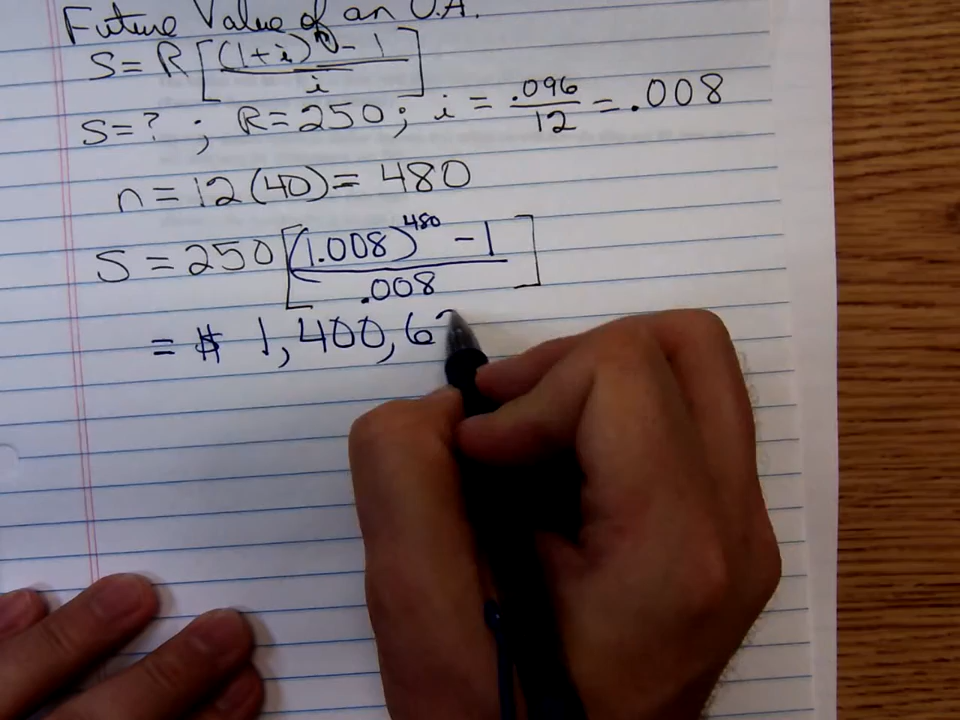 Future Value of an O.A.
S = R [ (1+i)^n - 1 / i ]
S = ? ; R = 250 ; i = .096 / 12 = .008
n = 12 (40) = 480
S = 250 [ (1.008)^480 - 1 / .008 ]
= $ 1,400,6